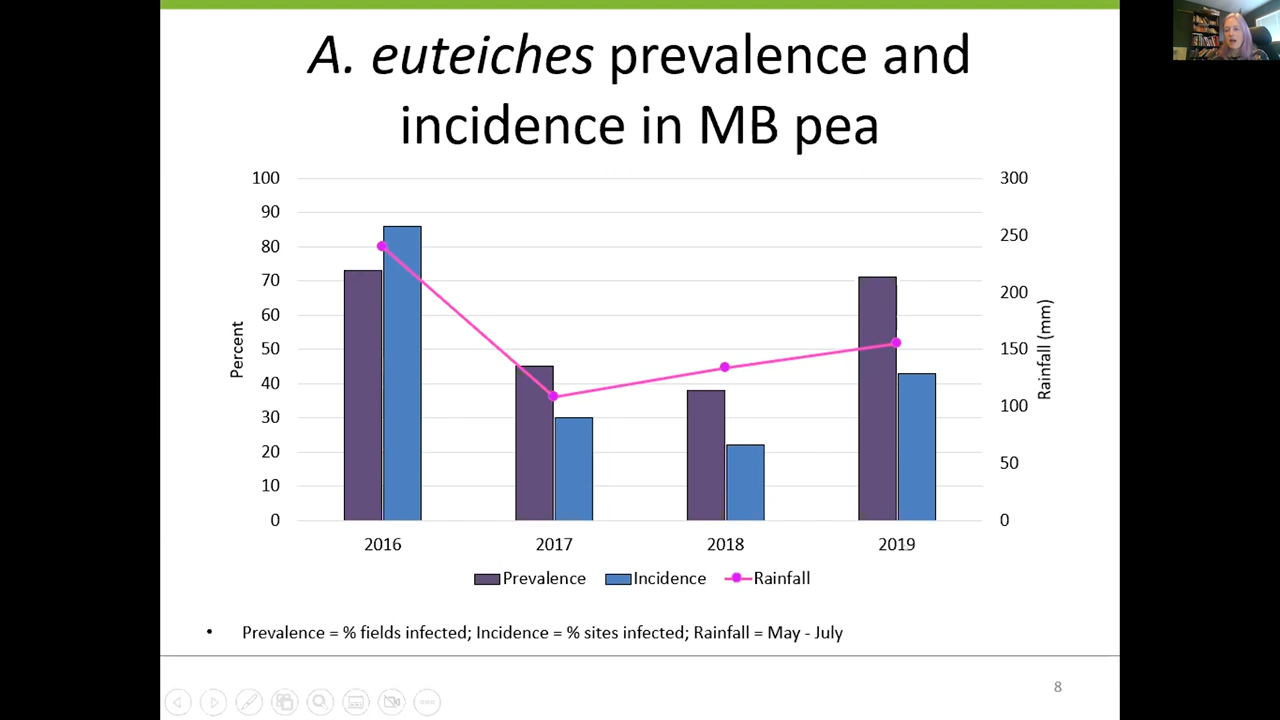 A. euteiches prevalence and
incidence in MB pea
100
90
80
70
60
50
40
30
20
10
0
Percent
300
250
200
150
100
50
0
Rainfall (mm)
2016
2017
2018
2019
Prevalence
Incidence
Rainfall
• Prevalence = % fields infected; Incidence = % sites infected; Rainfall = May - July
8